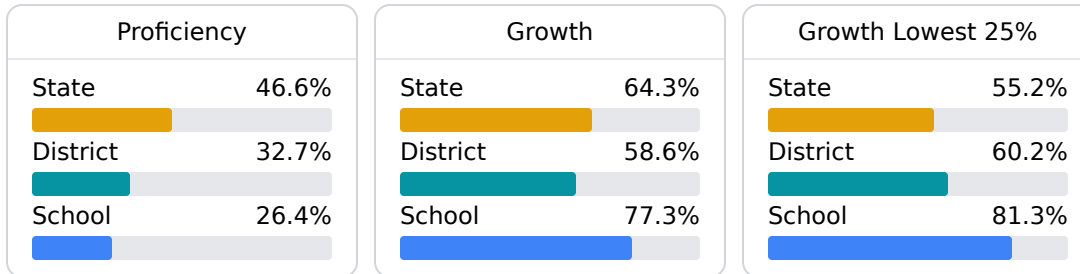 Proficiency
State 46.6%
District 32.7%
School 26.4%
Growth
State 64.3%
District 58.6%
School 77.3%
Growth Lowest 25%
State 55.2%
District 60.2%
School 81.3%